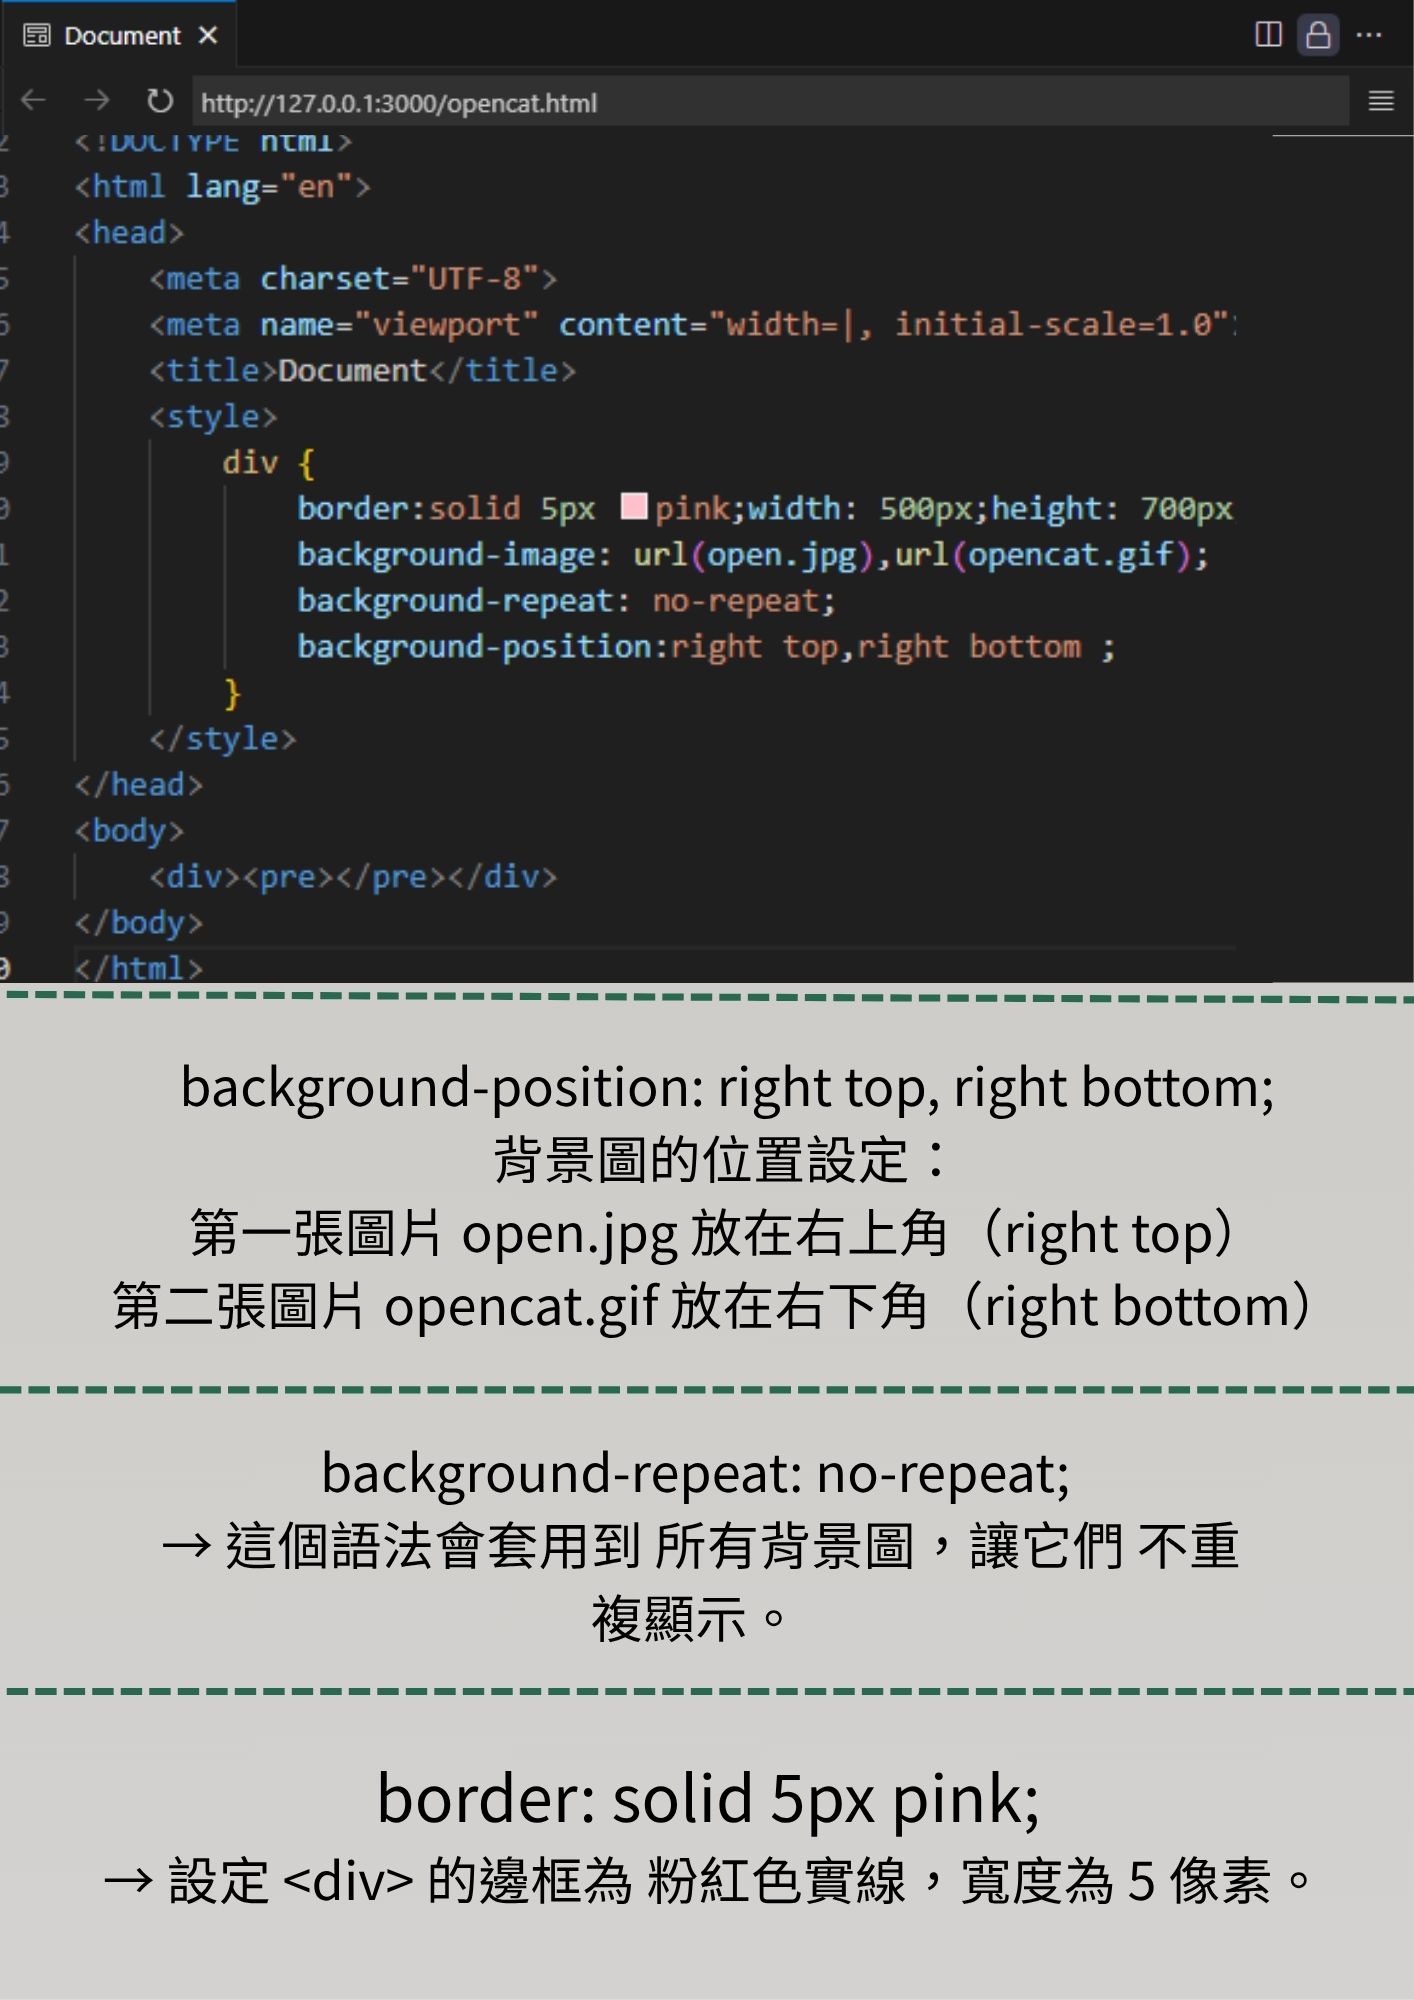 Document
http://127.0.0.1:3000/opencat.html
2 <!DOCTYPE html>
3 <html lang="en">
4 <head>
5 <meta charset="UTF-8">
6 <meta name="viewport" content="width=|, initial-scale=1.0"
7 <title>Document</title>
8 <style>
9 div {
0 border:solid 5px pink;width: 500px;height: 700px
1 background-image: url(open.jpg),url(opencat.gif);
2 background-repeat: no-repeat;
3 background-position:right top,right bottom ;
4 }
5 </style>
6 </head>
7 <body>
8 <div><pre></pre></div>
9 </body>
0 </html>
background-position: right top, right bottom;
背景圖的位置設定：
第一張圖片 open.jpg 放在右上角（right top）
第二張圖片 opencat.gif 放在右下角（right bottom）
background-repeat: no-repeat;
→ 這個語法會套用到 所有背景圖，讓它們 不重
複顯示。
border: solid 5px pink;
→ 設定 <div> 的邊框為 粉紅色實線，寬度為 5 像素。